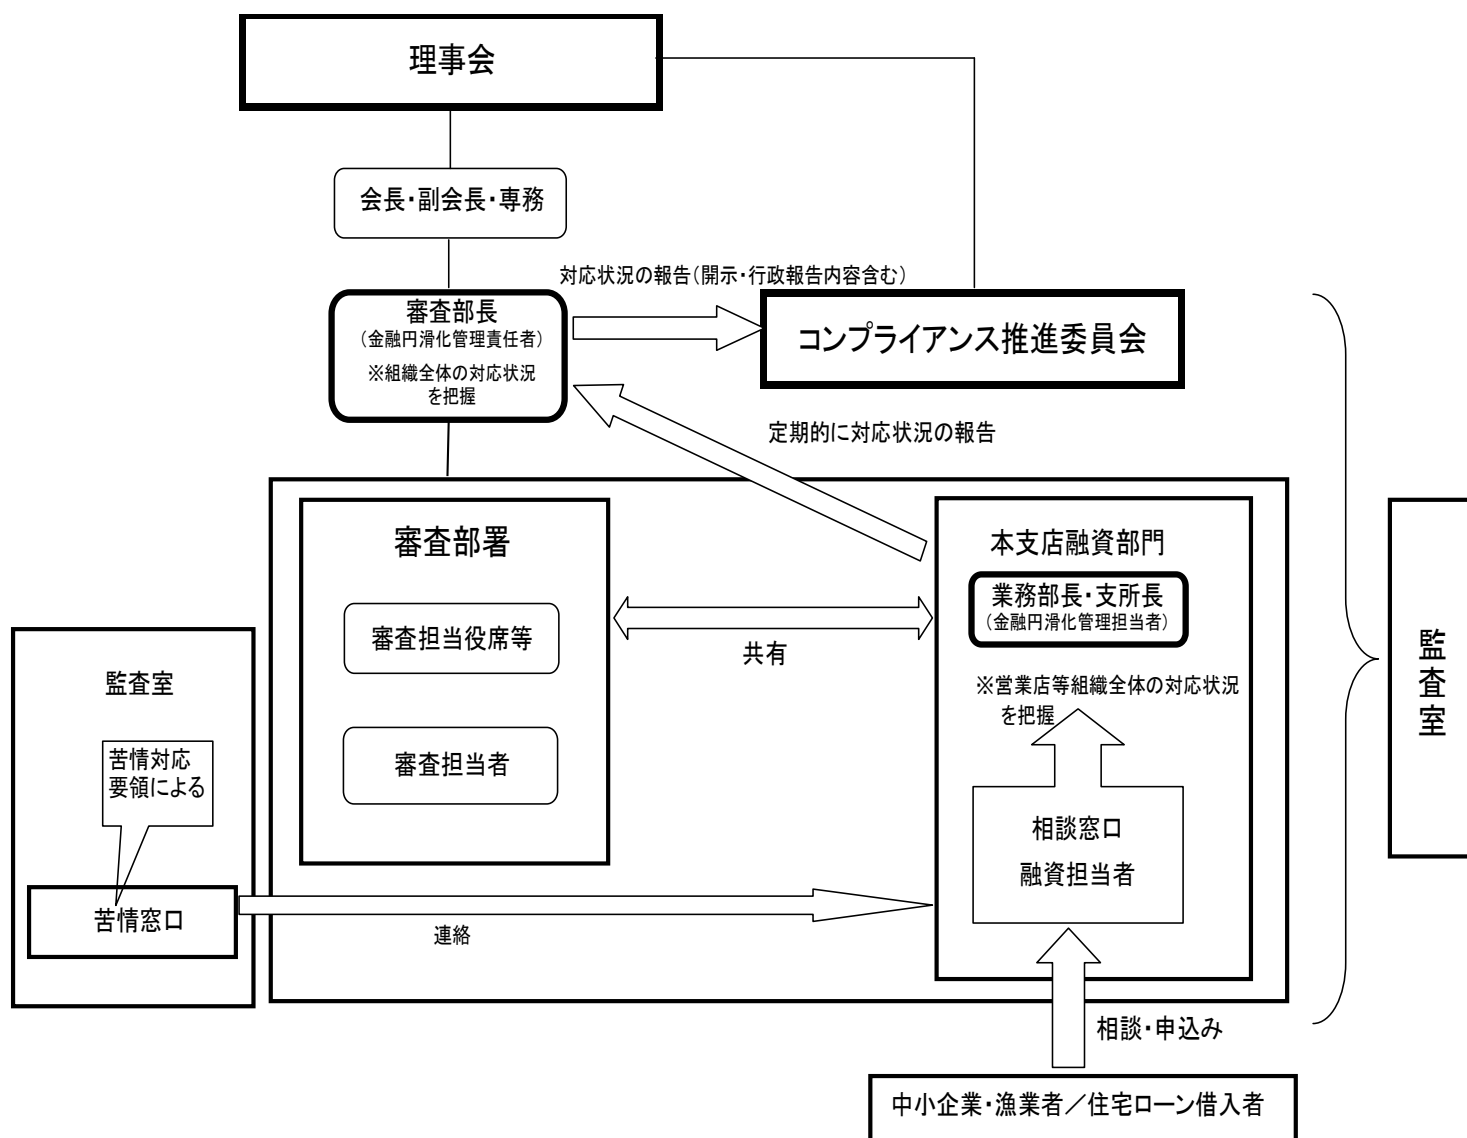 理事会
会長・副会長・専務
対応状況の報告(開示・行政報告内容含む)
審査部長
(金融円滑化管理責任者)
※組織全体の対応状況
を把握
コンプライアンス推進委員会
定期的に対応状況の報告
審査部署
審査担当役席等
審査担当者
共有
本支店融資部門
業務部長・支所長
(金融円滑化管理担当者)
※営業店等組織全体の対応状況
を把握
相談窓口
融資担当者
監査室
苦情対応
要領による
苦情窓口
連絡
相談・申込み
中小企業・漁業者/住宅ローン借入者
監査室